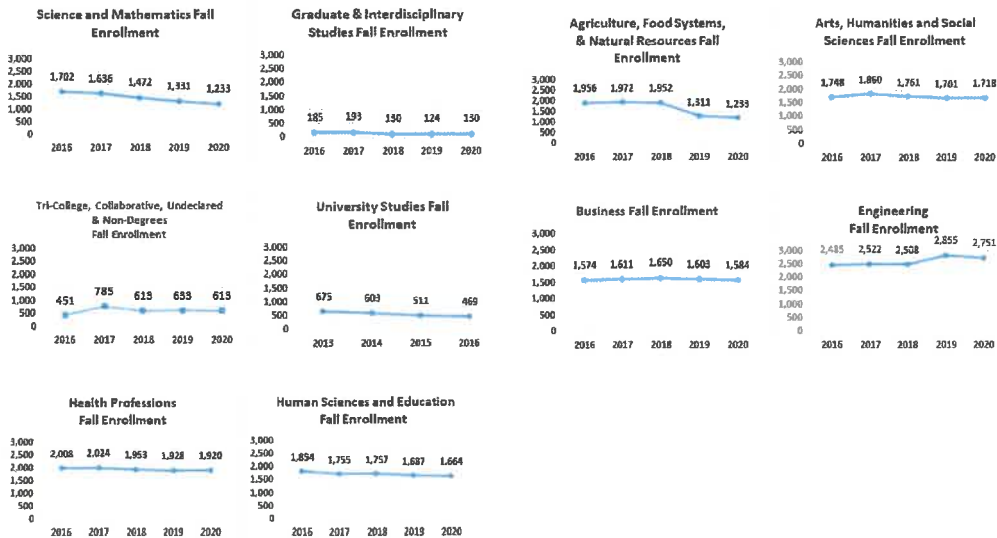 Science and Mathematics Fall
Enrollment
3,000
2,500
2,000
1,500
1,000
500
0
1,702 1,636 1,472 1,331 1,233
2016 2017 2018 2019 2020
Graduate & Interdisciplinary
Studies Fall Enrollment
3,000
2,500
2,000
1,500
1,000
500
0
185 193 130 124 130
2016 2017 2018 2019 2020
Agriculture, Food Systems,
& Natural Resources Fall
Enrollment
3,000
2,500
2,000
1,500
1,000
500
0
1,956 1,972 1,952 1,311 1,233
2016 2017 2018 2019 2020
Arts, Humanities and Social
Sciences Fall Enrollment
3,000
2,500
2,000
1,500
1,000
500
0
1,748 1,860 1,761 1,701 1,718
2016 2017 2018 2019 2020
Tri-College, Collaborative, Undeclared
& Non-Degrees
Fall Enrollment
3,000
2,500
2,000
1,500
1,000
500
0
451 785 613 633 613
2016 2017 2018 2019 2020
University Studies Fall
Enrollment
3,000
2,500
2,000
1,500
1,000
500
0
675 603 511 469
2013 2014 2015 2016
Business Fall Enrollment
3,000
2,500
2,000
1,500
1,000
500
0
1,574 1,611 1,650 1,603 1,584
2016 2017 2018 2019 2020
Engineering
Fall Enrollment
3,000
2,500
2,000
1,500
1,000
500
0
2,485 2,522 2,508 2,855 2,751
2016 2017 2018 2019 2020
Health Professions
Fall Enrollment
3,000
2,500
2,000
1,500
1,000
500
0
2,008 2,024 1,953 1,928 1,920
2016 2017 2018 2019 2020
Human Sciences and Education
Fall Enrollment
3,000
2,500
2,000
1,500
1,000
500
0
1,854 1,755 1,757 1,687 1,664
2016 2017 2018 2019 2020